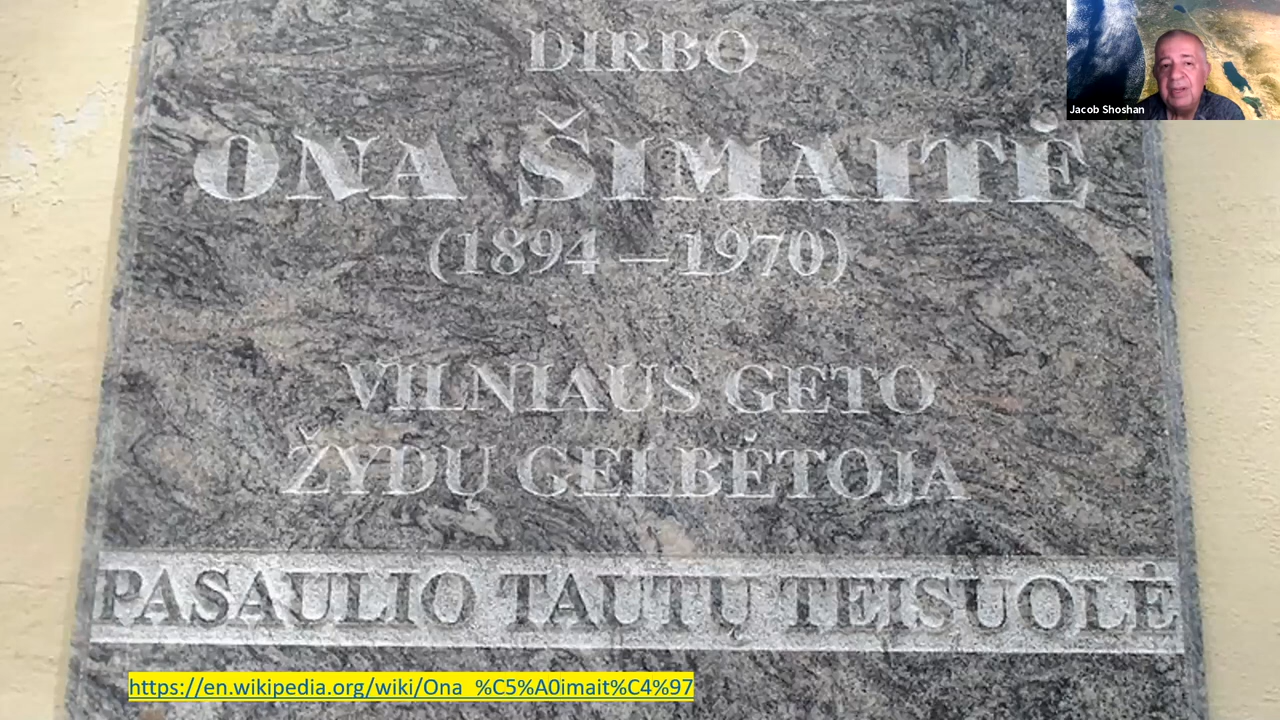 DIRBO
Jacob Shoshan
ONA ŠIMAITĖ
(1894 – 1970)
VILNIAUS GETO
ŽYDŲ GELBĖTOJA
PASAULIO TAUTŲ TEISUOLĖ
https://en.wikipedia.org/wiki/Ona_%C5%A0imait%C4%97